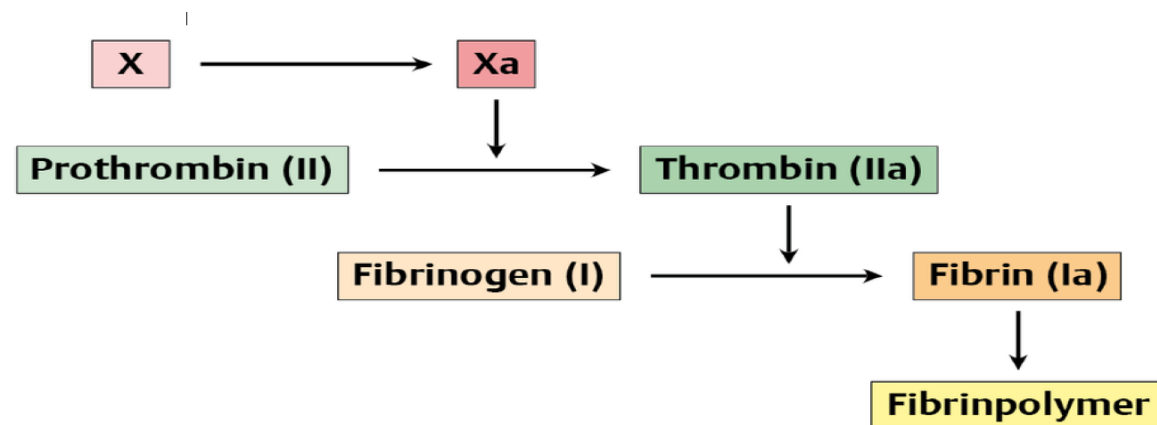 X
Xa
Prothrombin (II)
Thrombin (IIa)
Fibrinogen (I)
Fibrin (Ia)
Fibrinpolymer